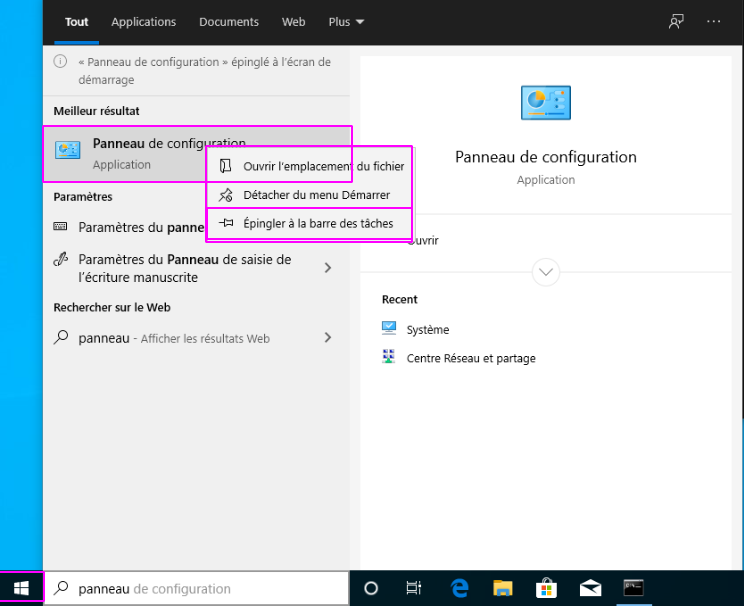 Tout Applications Documents Web Plus
« Panneau de configuration » épinglé à l'écran de
démarrage
Meilleur résultat
Panneau de configuration
Application
Ouvrir l'emplacement du fichier
Détacher du menu Démarrer
Épingler à la barre des tâches
Paramètres
Paramètres du panne
Paramètres du Panneau de saisie de
l'écriture manuscrite
Rechercher sur le Web
panneau - Afficher les résultats Web
Panneau de configuration
Application
Ouvrir
Recent
Système
Centre Réseau et partage
panneau de configuration